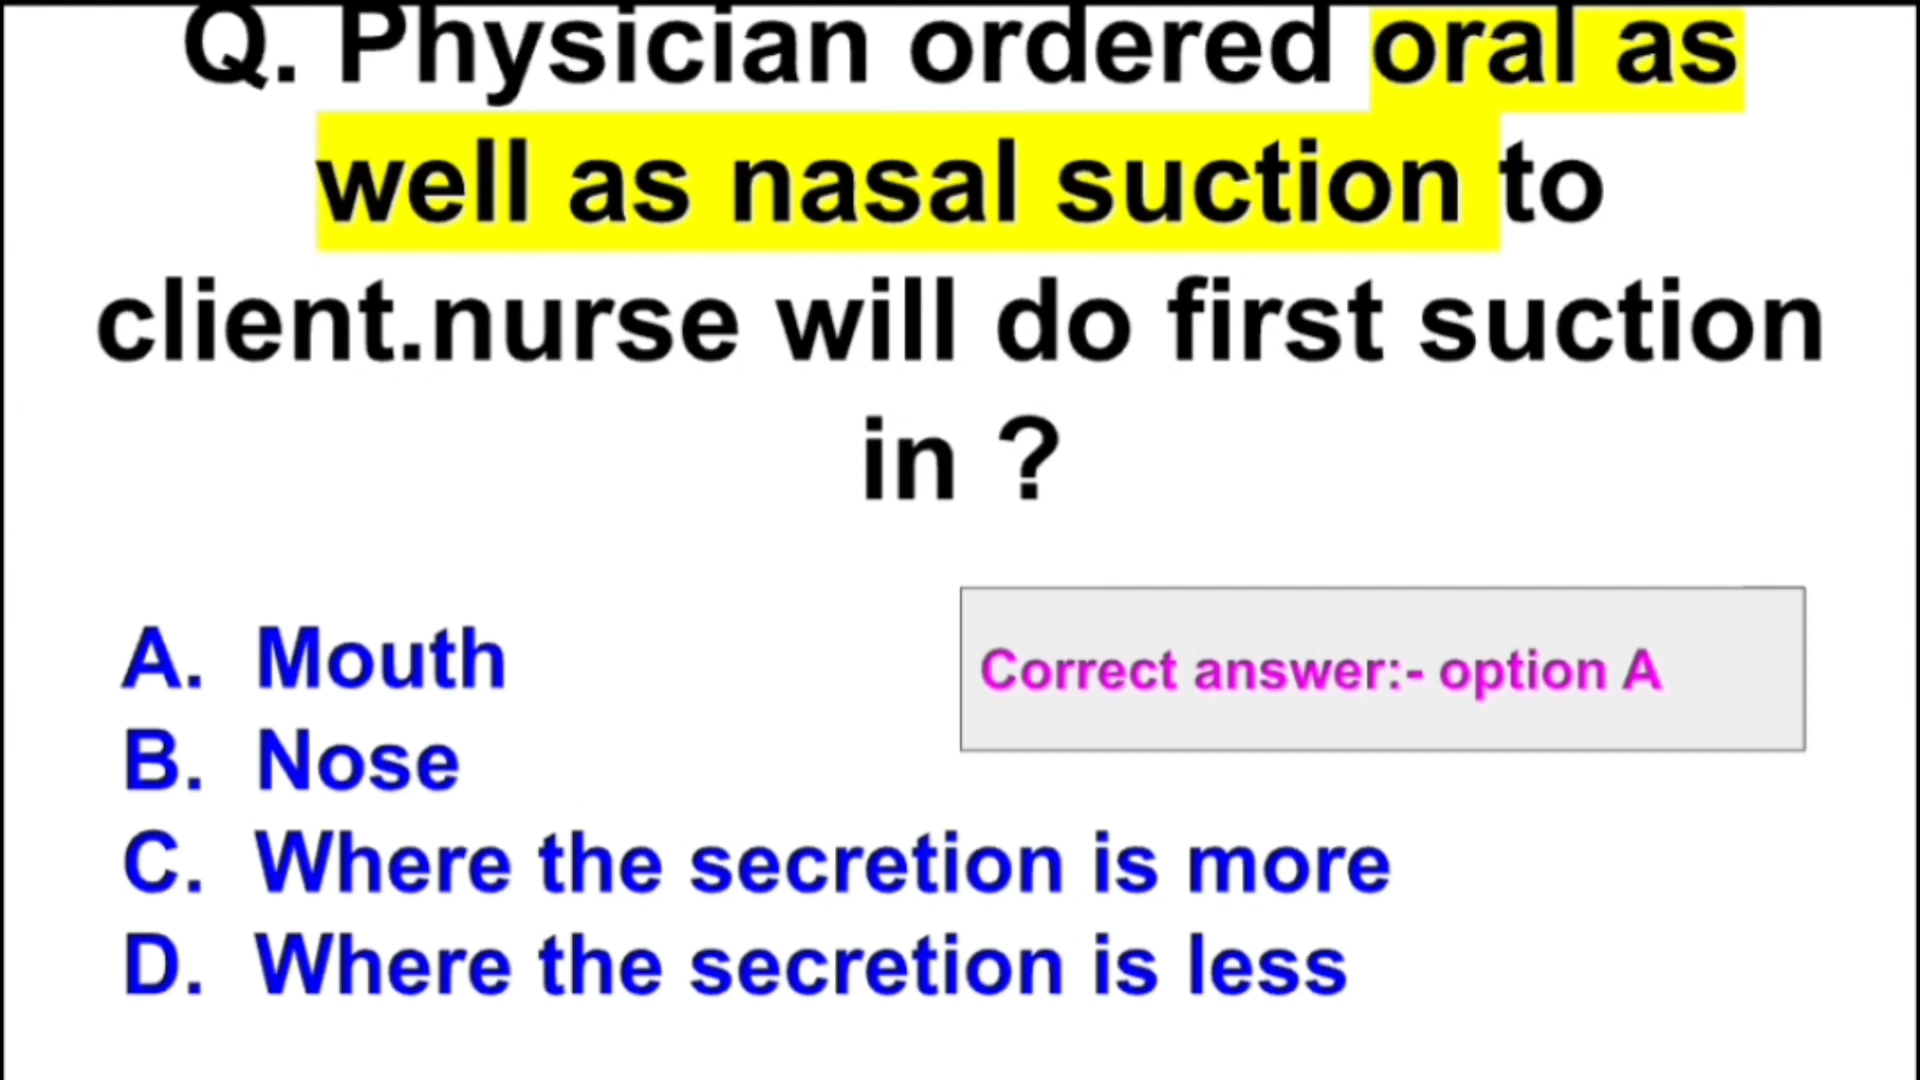 Q. Physician ordered oral as
well as nasal suction to
client.nurse will do first suction
in ?
A. Mouth
Correct answer:- option A
B. Nose
C. Where the secretion is more
D. Where the secretion is less